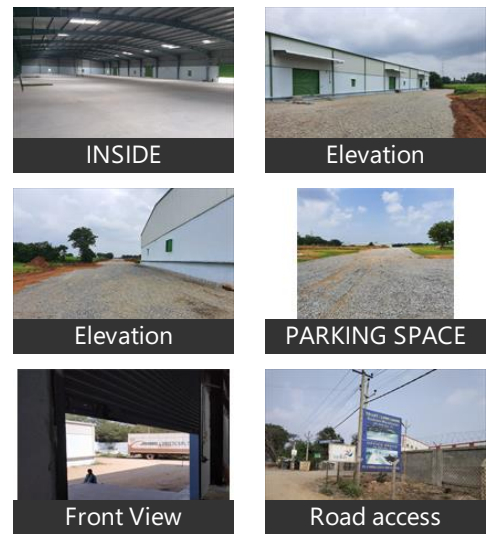 INSIDE
Elevation
Elevation
PARKING SPACE
Front View
Road access